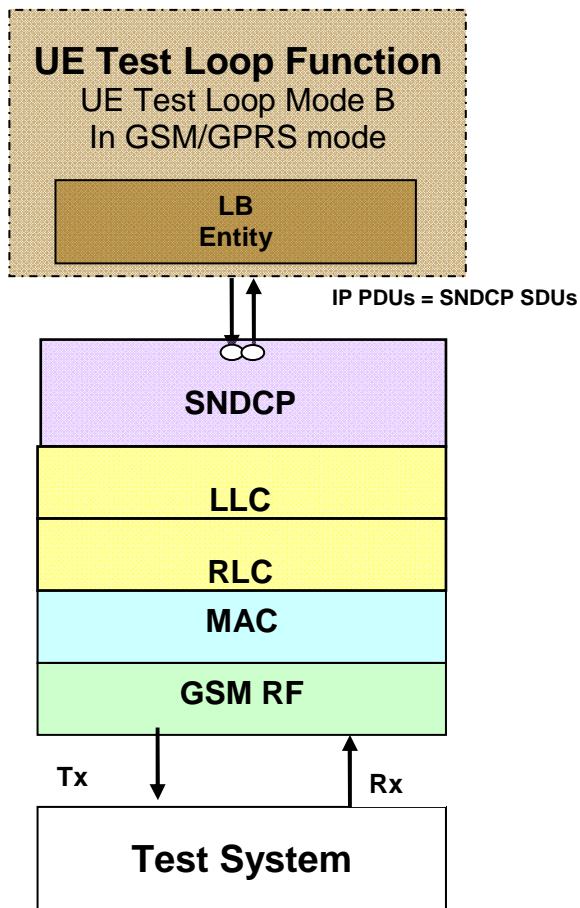 UE Test Loop Function
UE Test Loop Mode B
In GSM/GPRS mode
LB
Entity
IP PDUs = SNDCP SDUs
SNDCP
LLC
RLC
MAC
GSM RF
Tx
Rx
Test System